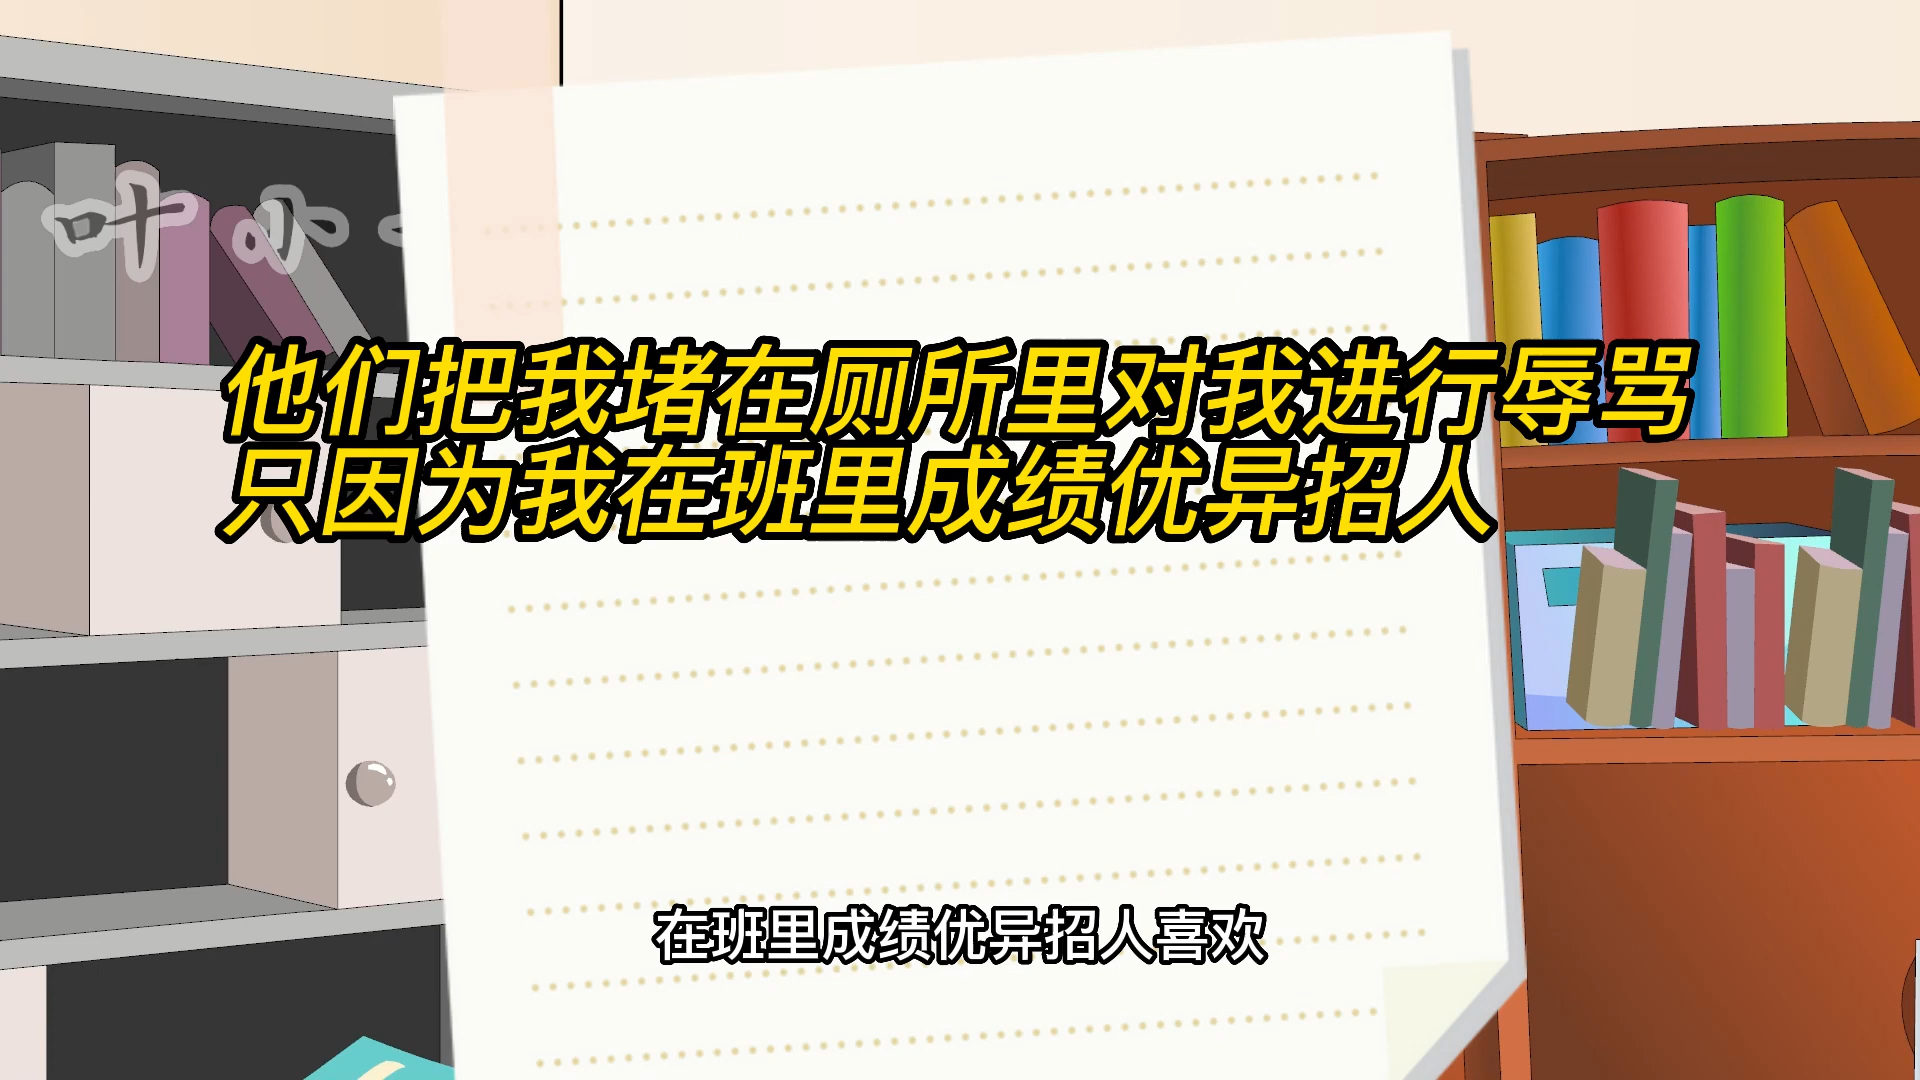 叶小
他们把我堵在厕所里对我进行辱骂
只因为我在班里成绩优异招人
在班里成绩优异招人喜欢